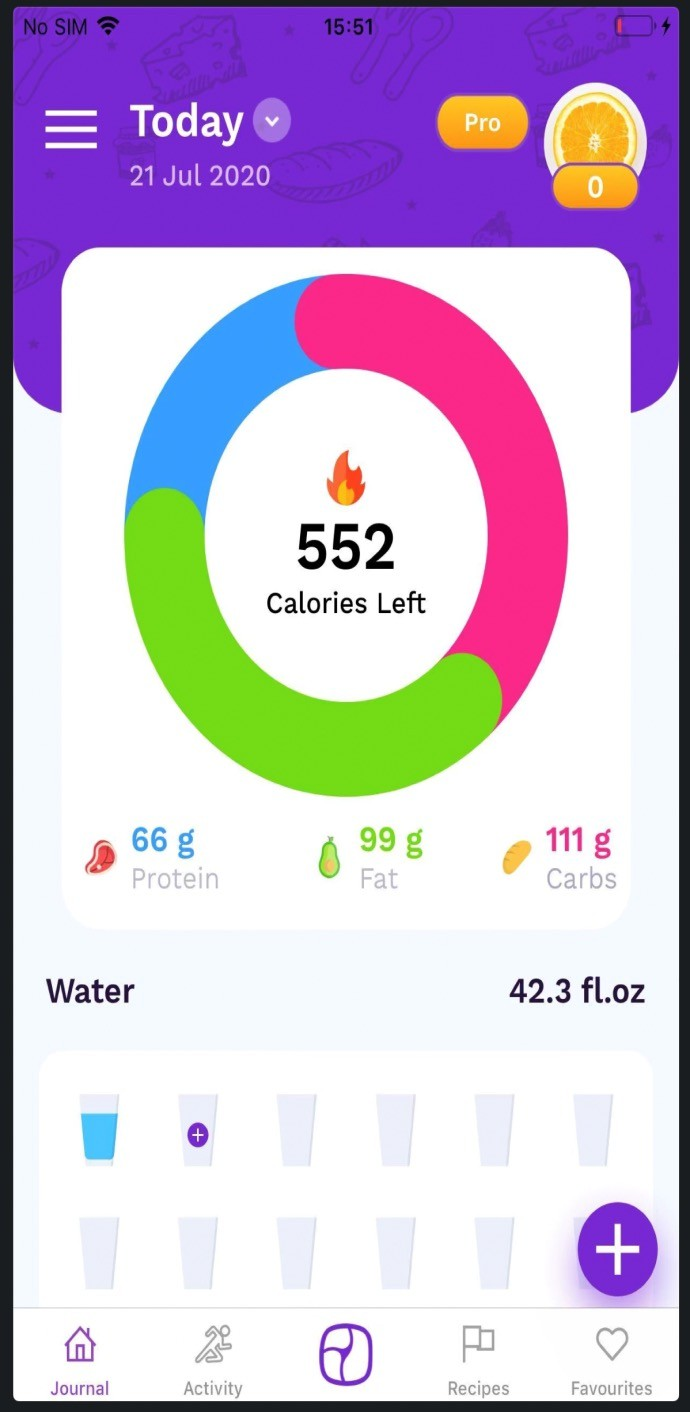 No SIM 15:51
Today
Pro
21 Jul 2020
0
552
Calories Left
66 g 99 g 111 g
Protein Fat Carbs
Water 42.3 fl.oz
Journal Activity Recipes Favourites